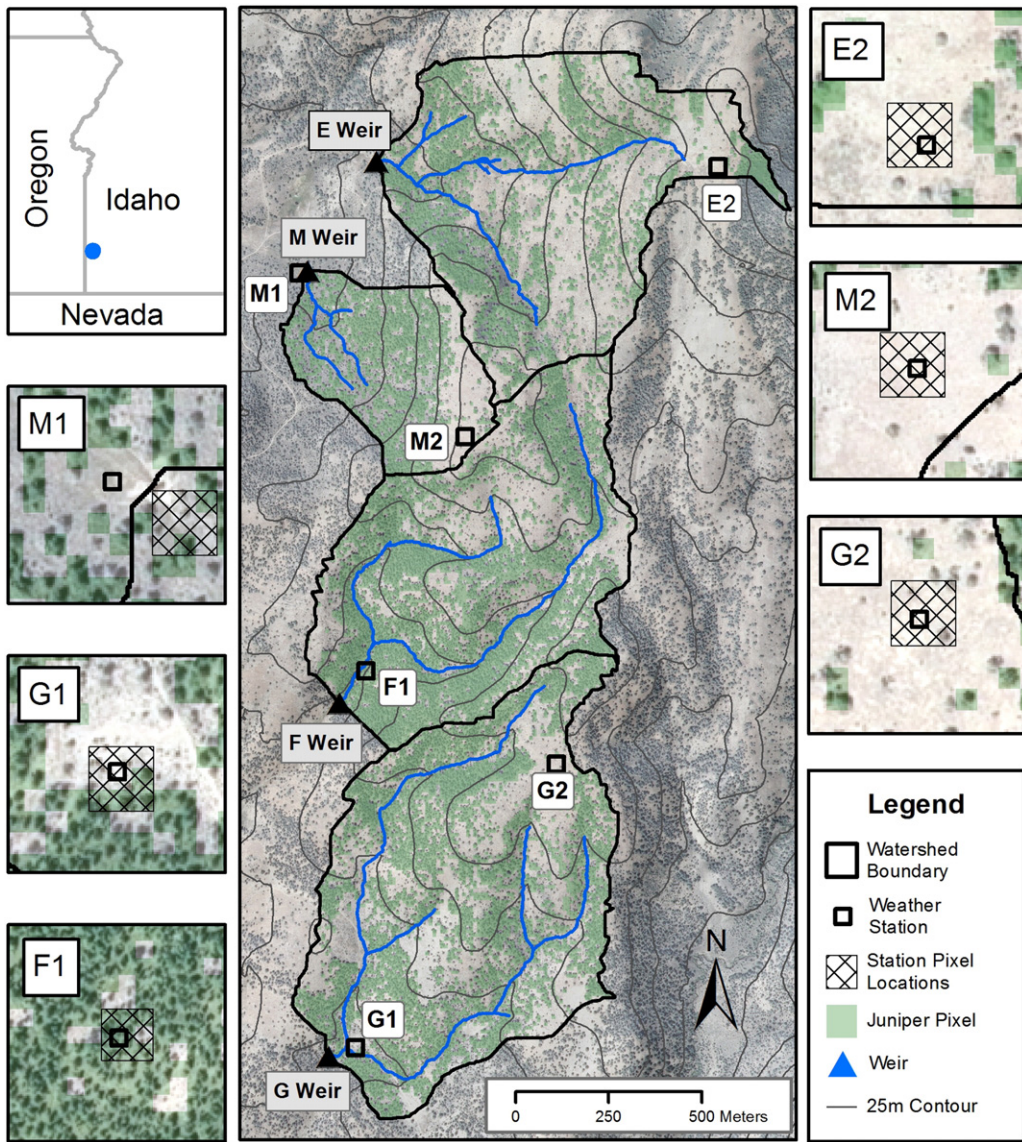 Oregon
Idaho
Nevada
M1
G1
F1
E Weir
M Weir
M1
E2
M2
F1
F Weir
G2
G1
G Weir
N
0 250 500 Meters
E2
M2
G2
Legend
Watershed
Boundary
Weather
Station
Station Pixel
Locations
Juniper Pixel
Weir
25m Contour